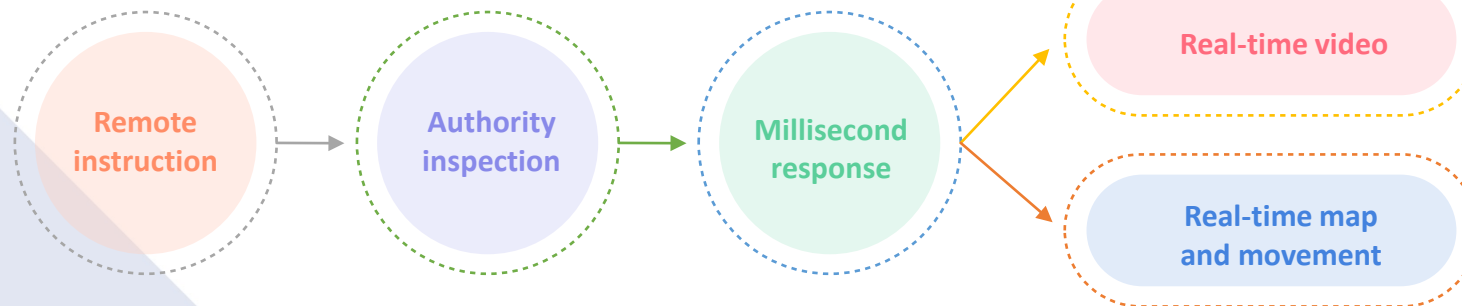 Remote
instruction
Authority
inspection
Millisecond
response
Real-time video
Real-time map
and movement